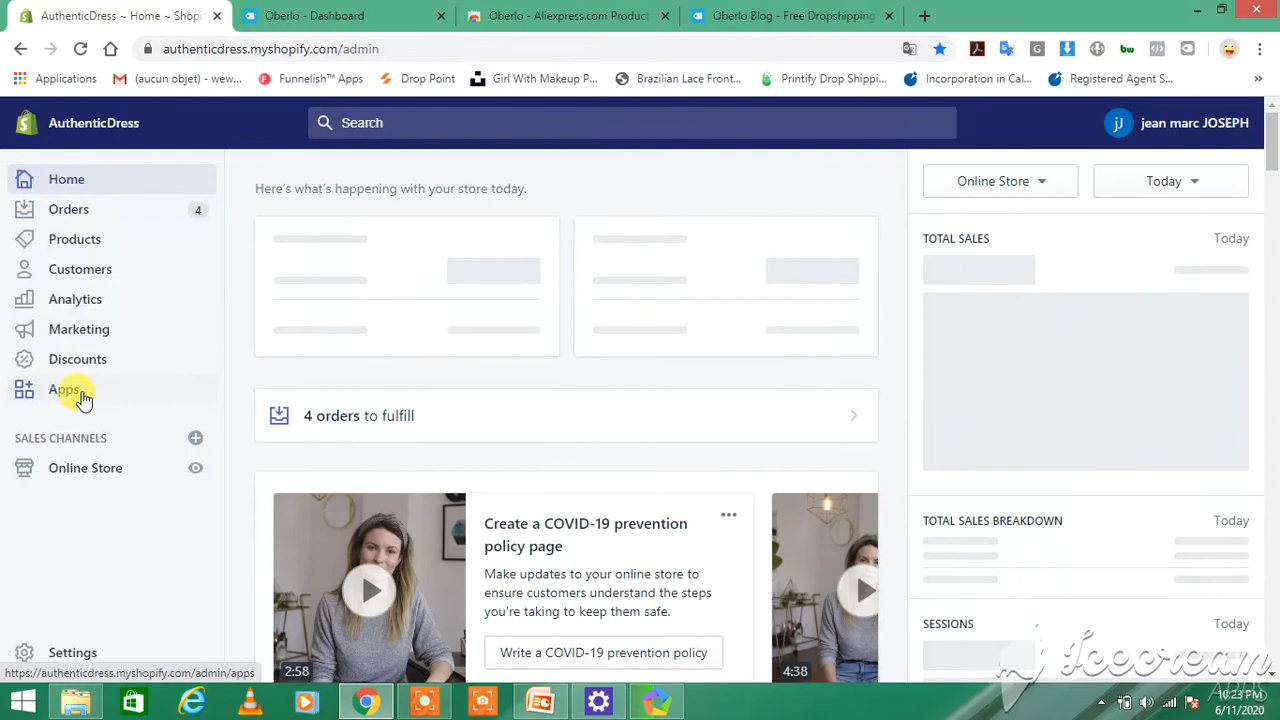 AuthenticDress ~ Home ~ Shopi
Oberlo - Dashboard
Oberlo - Aliexpress.com Product
Oberlo Blog - Free Dropshipping
authenticdress.myshopify.com/admin
Applications
(aucun objet) - wew...
Funnelish™ Apps
Drop Point
Girl With Makeup P...
Brazilian Lace Front...
Printify Drop Shippi...
Incorporation in Cal...
Registered Agent S...
AuthenticDress
Search
jJ
jean marc JOSEPH
Home
Orders
4
Products
Customers
Analytics
Marketing
Discounts
Apps
SALES CHANNELS
Online Store
Settings
https://authenticdress.myshopify.com/admin/apps
Here's what's happening with your store today.
4 orders to fulfill
2:58
Create a COVID-19 prevention
policy page
Make updates to your online store to
ensure customers understand the steps
you're taking to keep them safe.
Write a COVID-19 prevention policy
4:38
Online Store
Today
TOTAL SALES
Today
TOTAL SALES BREAKDOWN
Today
SESSIONS
Today
Icecream
Apps
10:23 PM
6/11/2020